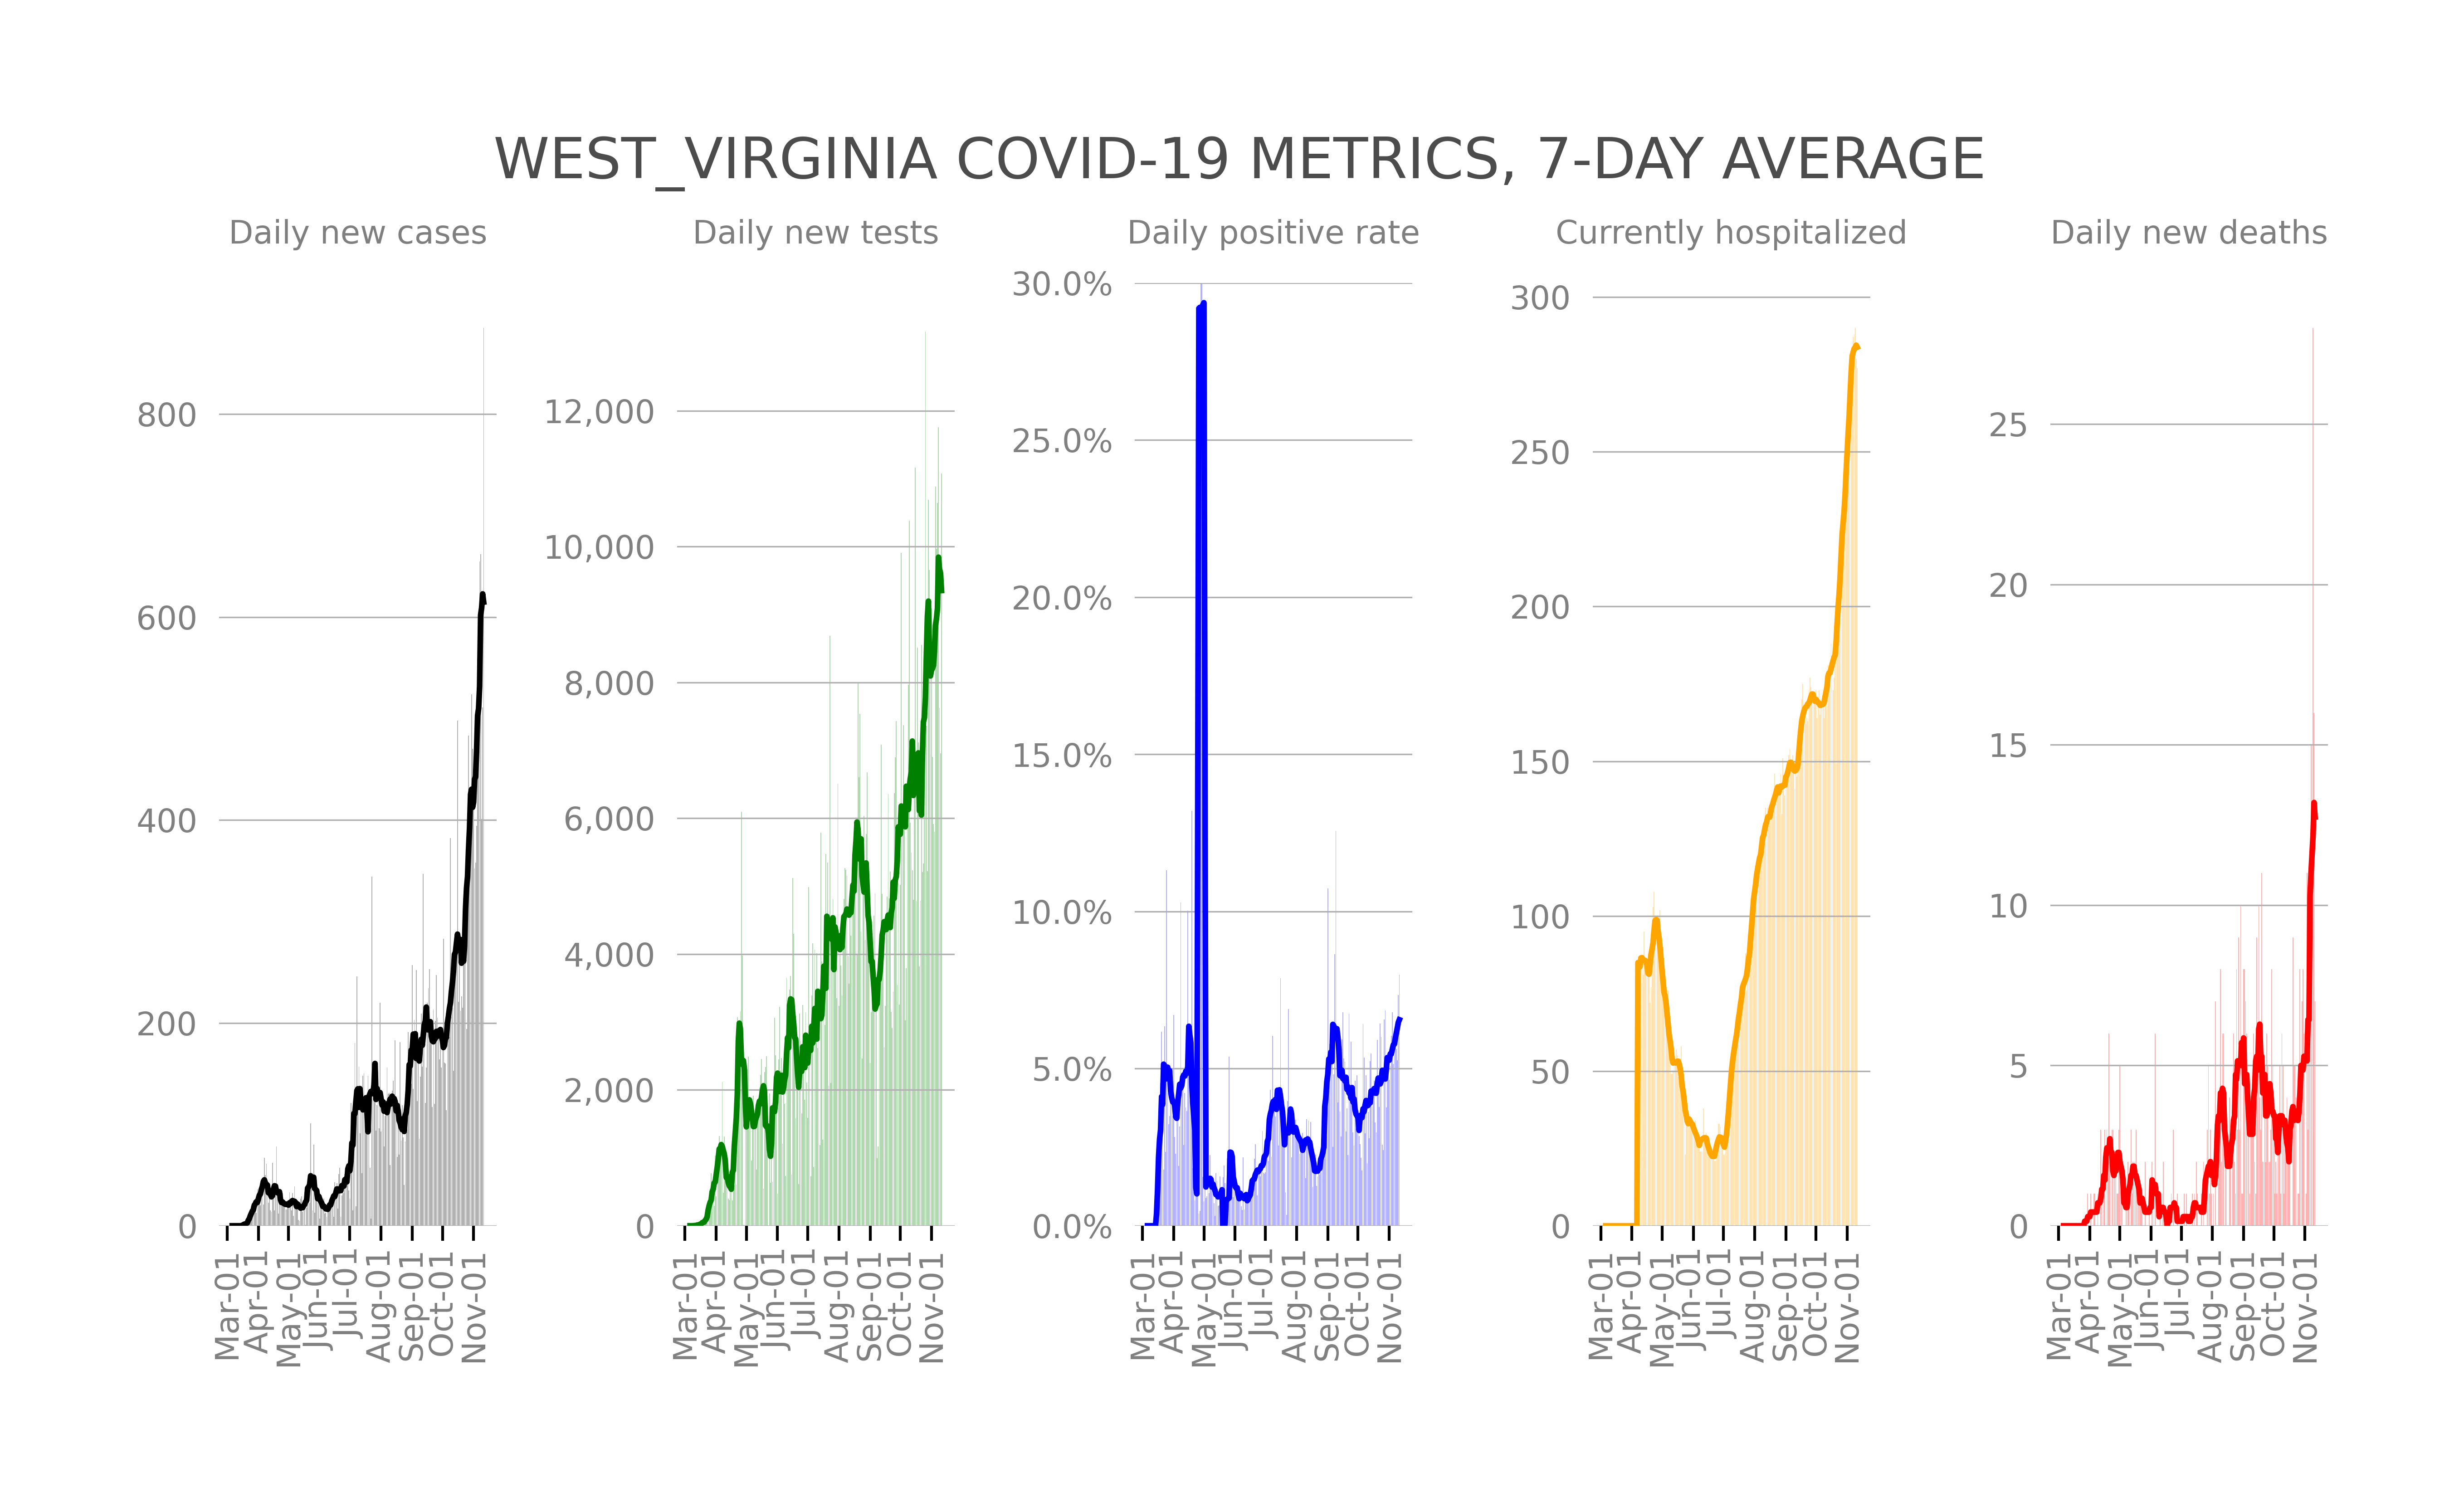 WEST_VIRGINIA COVID-19 METRICS, 7-DAY AVERAGE
Daily new cases
800
600
400
200
0
Mar-01
Apr-01
May-01
Jun-01
Jul-01
Aug-01
Sep-01
Oct-01
Nov-01
Daily new tests
12,000
10,000
8,000
6,000
4,000
2,000
0
Mar-01
Apr-01
May-01
Jun-01
Jul-01
Aug-01
Sep-01
Oct-01
Nov-01
Daily positive rate
30.0%
25.0%
20.0%
15.0%
10.0%
5.0%
0.0%
Mar-01
Apr-01
May-01
Jun-01
Jul-01
Aug-01
Sep-01
Oct-01
Nov-01
Currently hospitalized
300
250
200
150
100
50
0
Mar-01
Apr-01
May-01
Jun-01
Jul-01
Aug-01
Sep-01
Oct-01
Nov-01
Daily new deaths
25
20
15
10
5
0
Mar-01
Apr-01
May-01
Jun-01
Jul-01
Aug-01
Sep-01
Oct-01
Nov-01